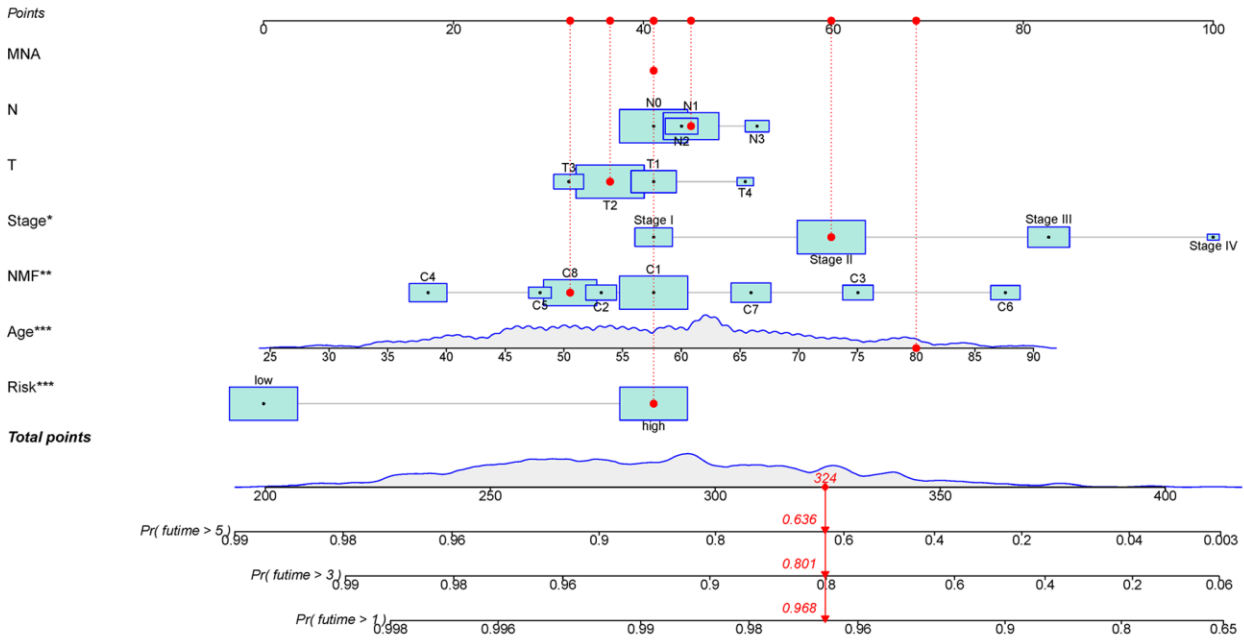 Points
0 20 40 60 80 100
MNA
N
N0 N1
N2 N3
T
T3 T1
T2 T4
Stage*
Stage I Stage III
Stage II Stage IV
NMF**
C4 C8 C1 C3
C5 C2 C7 C6
Age***
25 30 35 40 45 50 55 60 65 70 75 80 85 90
Risk***
low
high
Total points
324
200 250 300 350 400
0.636
Pr( futime > 5)
0.99 0.98 0.96 0.9 0.8 0.6 0.4 0.2 0.04 0.003
0.801
Pr( futime > 3)
0.99 0.98 0.96 0.9 0.8 0.6 0.4 0.2 0.06
0.968
Pr( futime > 1)
0.998 0.996 0.99 0.98 0.96 0.9 0.8 0.65